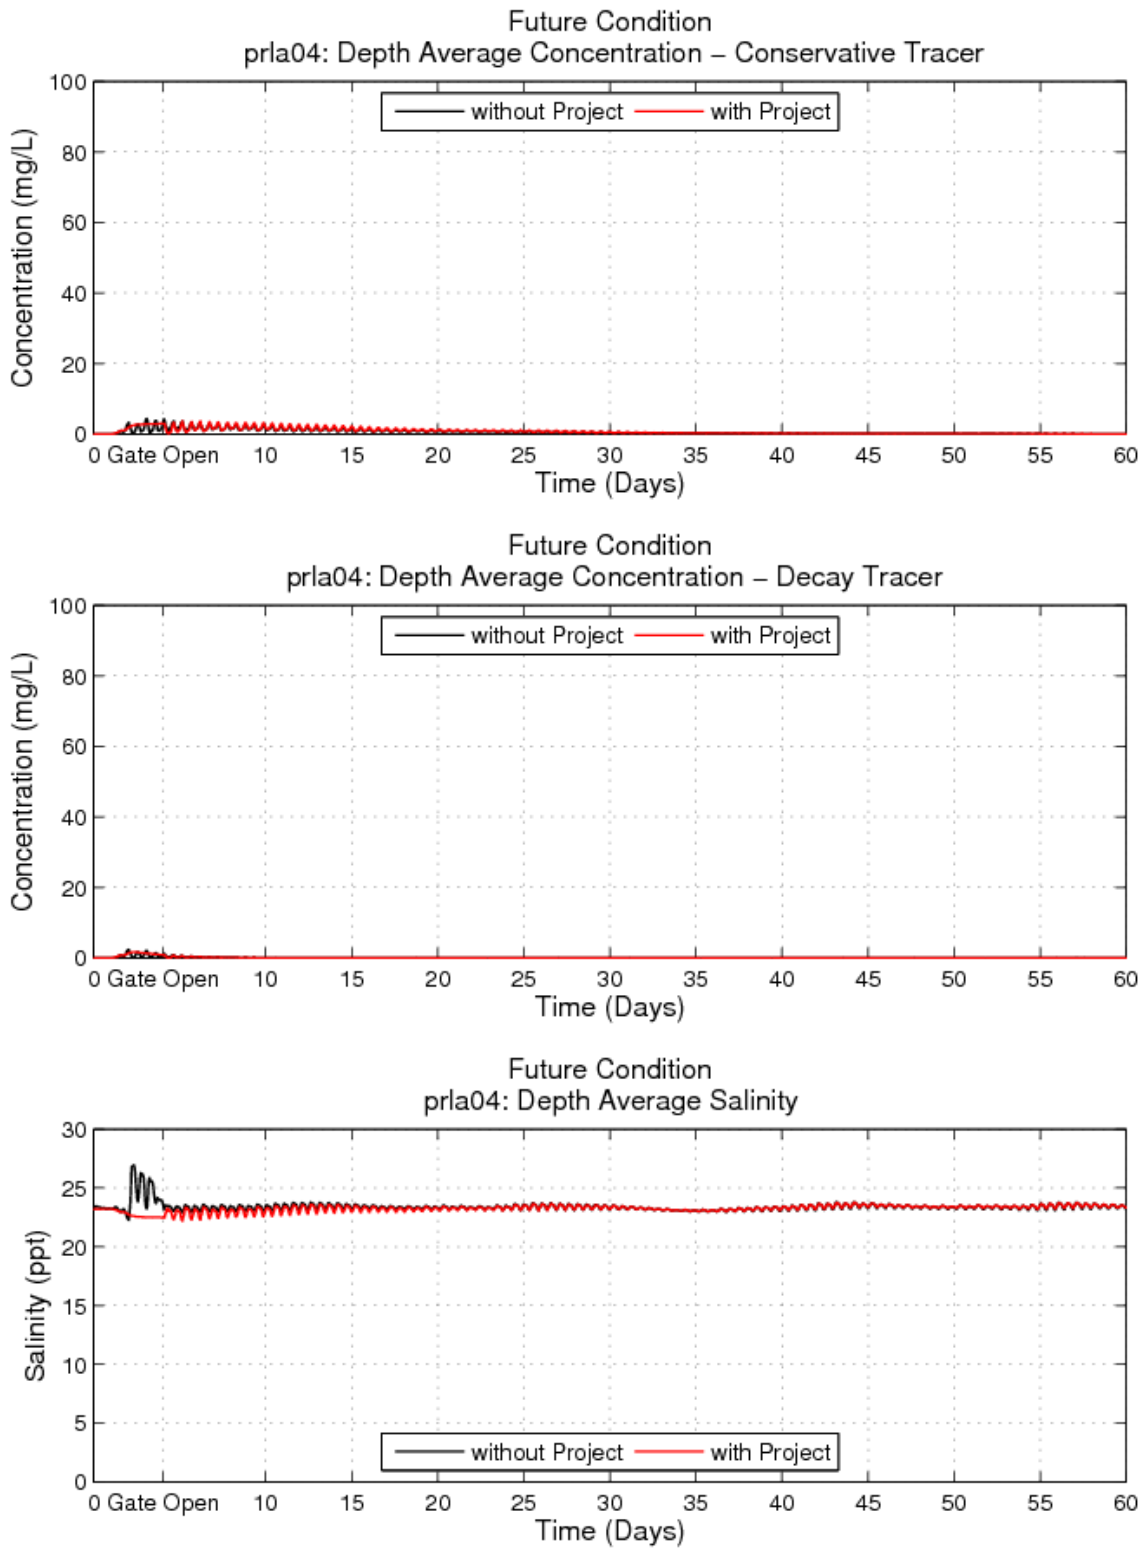 Future Condition
prla04: Depth Average Concentration – Conservative Tracer
without Project with Project
100
80
60
40
20
0
Concentration (mg/L)
0 Gate Open 10 15 20 25 30 35 40 45 50 55 60
Time (Days)
Future Condition
prla04: Depth Average Concentration – Decay Tracer
without Project with Project
100
80
60
40
20
0
Concentration (mg/L)
0 Gate Open 10 15 20 25 30 35 40 45 50 55 60
Time (Days)
Future Condition
prla04: Depth Average Salinity
30
25
20
15
10
5
0
Salinity (ppt)
without Project with Project
0 Gate Open 10 15 20 25 30 35 40 45 50 55 60
Time (Days)